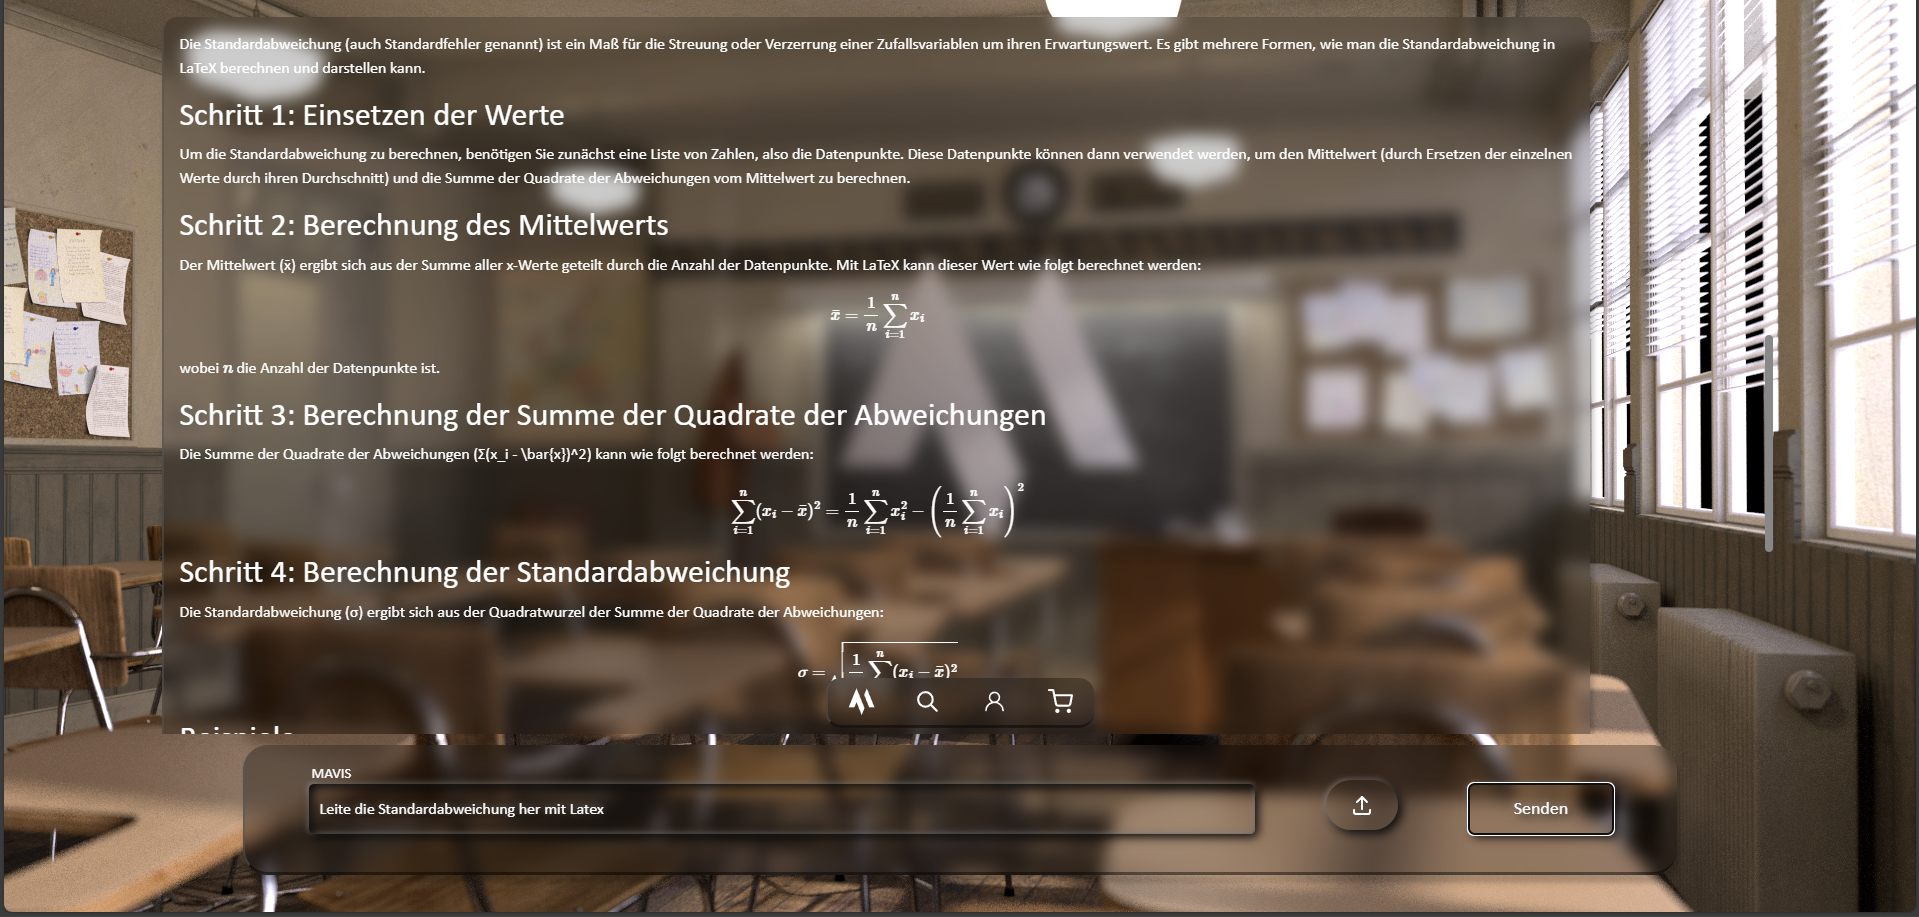 Die Standardabweichung (auch Standardfehler genannt) ist ein Maß für die Streuung oder Verzerrung einer Zufallsvariablen um ihren Erwartungswert. Es gibt mehrere Formen, wie man die Standardabweichung in
LaTeX berechnen und darstellen kann.
Schritt 1: Einsetzen der Werte
Um die Standardabweichung zu berechnen, benötigen Sie zunächst eine Liste von Zahlen, also die Datenpunkte. Diese Datenpunkte können dann verwendet werden, um den Mittelwert (durch Ersetzen der einzelnen
Werte durch ihren Durchschnitt) und die Summe der Quadrate der Abweichungen vom Mittelwert zu berechnen.
Schritt 2: Berechnung des Mittelwerts
Der Mittelwert (x̄) ergibt sich aus der Summe aller x-Werte geteilt durch die Anzahl der Datenpunkte. Mit LaTeX kann dieser Wert wie folgt berechnet werden:
\bar{x} = \frac{1}{n} \sum_{i=1}^{n} x_i
wobei n die Anzahl der Datenpunkte ist.
Schritt 3: Berechnung der Summe der Quadrate der Abweichungen
Die Summe der Quadrate der Abweichungen (Σ(x_i - \bar{x})^2) kann wie folgt berechnet werden:
\sum_{i=1}^{n} (x_i - \bar{x})^2 = \frac{1}{n} \sum_{i=1}^{n} x_i^2 - \left( \frac{1}{n} \sum_{i=1}^{n} x_i \right)^2
Schritt 4: Berechnung der Standardabweichung
Die Standardabweichung (σ) ergibt sich aus der Quadratwurzel der Summe der Quadrate der Abweichungen:
\sigma = \sqrt{\frac{1}{} \sum^{n} (x_i - \bar{x})^2}
MAVIS
Leite die Standardabweichung her mit Latex
Senden